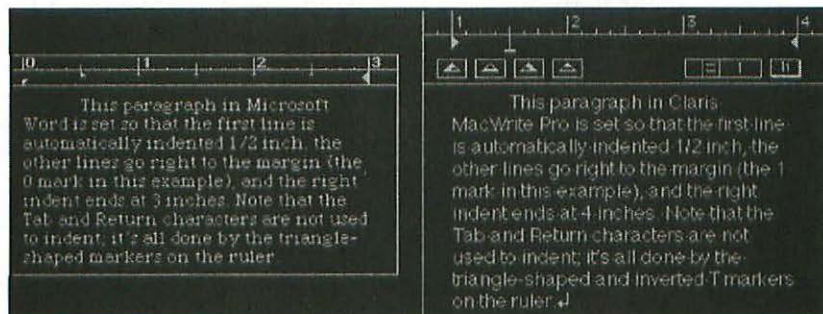 0 1 2 3
This paragraph in Microsoft
Word is set so that the first line is
automatically indented 1/2 inch, the
other lines go right to the margin (the
0 mark in this example), and the right
indent ends at 3 inches. Note that the
Tab and Return characters are not used
to indent; it's all done by the triangle-
shaped markers on the ruler.
1 2 3 4
This paragraph in Claris
MacWrite Pro is set so that the first line
is automatically indented 1/2 inch, the
other lines go right to the margin (the 1
mark in this example), and the right
indent ends at 4 inches. Note that the
Tab and Return characters are not
used to indent; it's all done by the
triangle-shaped and inverted-T markers
on the ruler.↵